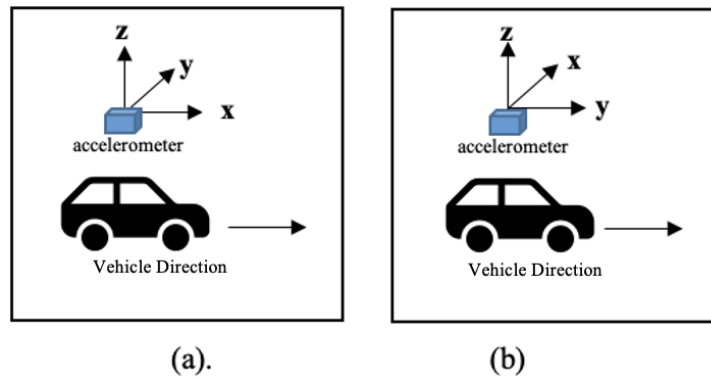 z
y
x
accelerometer
Vehicle Direction
(a).
z
x
y
accelerometer
Vehicle Direction
(b)